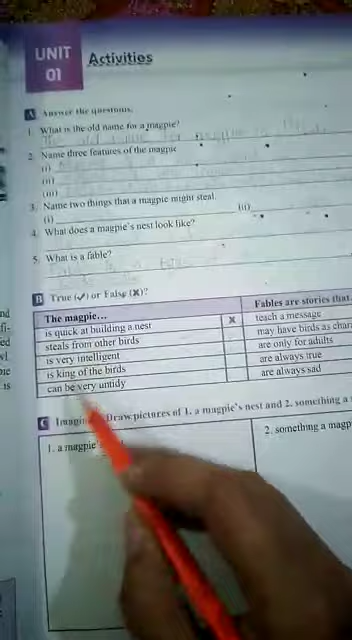 UNIT
01
Activities
A Answer the questions.
1. What is the old name for a magpie?
The old name for
2. Name three features of the magpie
(i)
(ii)
(iii)
3. Name two things that a magpie might steal.
(i) (ii)
4. What does a magpie's nest look like?
5. What is a fable?
B True (✓) or False (✗)?
The magpie... Fables are stories that...
is quick at building a nest ✗ teach a message
steals from other birds may have birds as
is very intelligent are only for adults
is king of the birds are always true
can be very untidy are always sad
C Draw pictures of 1. a magpie's nest and 2. something a
1. a magpie 2. something a magp